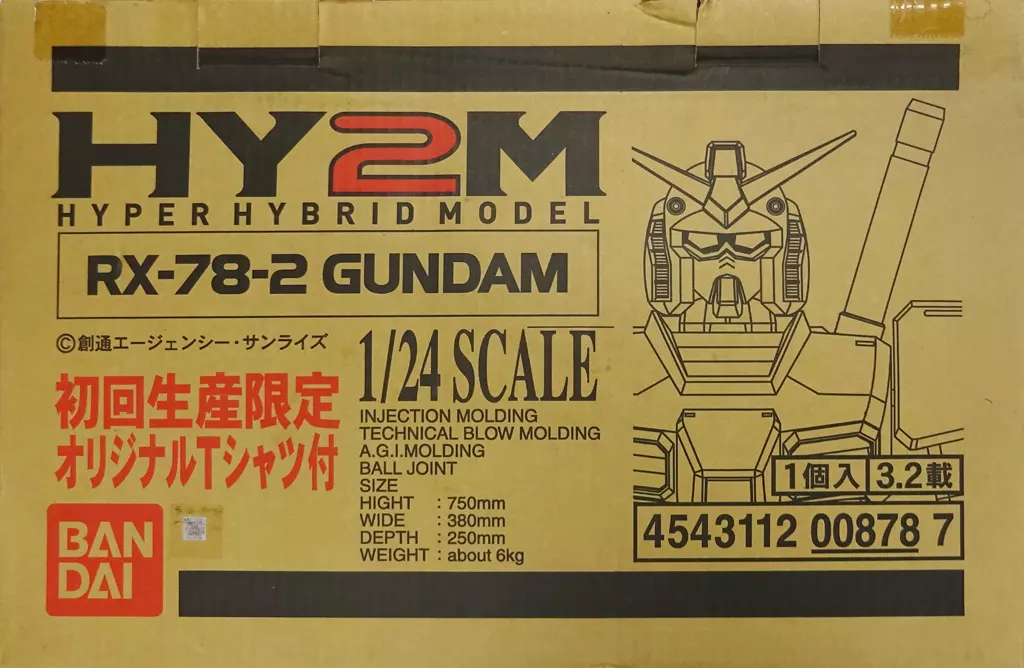 HY2M
HYPER HYBRID MODEL
RX-78-2 GUNDAM
©創通エージェンシー・サンライズ
初回生産限定
オリジナルTシャツ付
1/24 SCALE
INJECTION MOLDING
TECHNICAL BLOW MOLDING
A.G.I.MOLDING
BALL JOINT
SIZE
HIGHT : 750mm
WIDE : 380mm
DEPTH : 250mm
WEIGHT : about 6kg
BAN
DAI
1個入 3.2載
4543112 00878 7